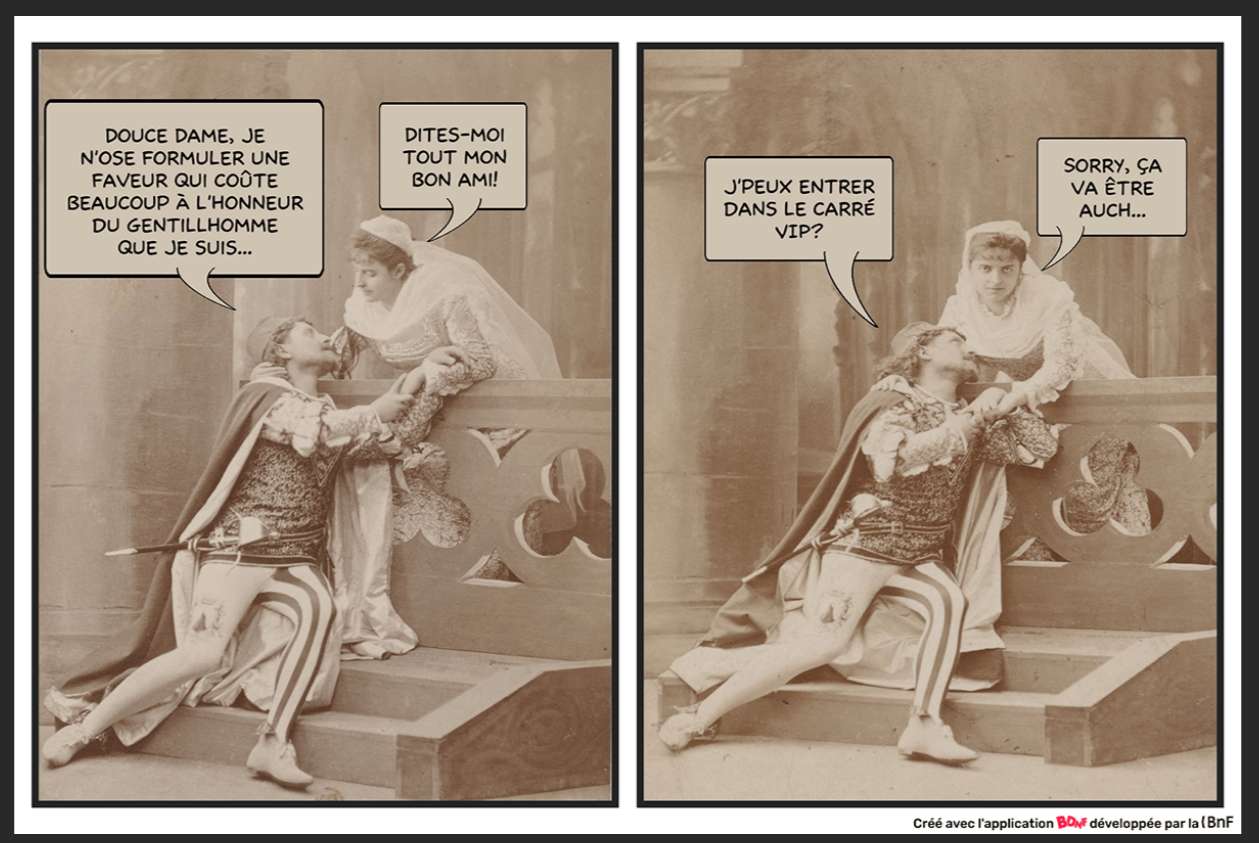 DOUCE DAME, JE
N'OSE FORMULER UNE
FAVEUR QUI COÛTE
BEAUCOUP À L'HONNEUR
DU GENTILLHOMME
QUE JE SUIS...
DITES-MOI
TOUT MON
BON AMI!
J'PEUX ENTRER
DANS LE CARRÉ
VIP?
SORRY, ÇA
VA ÊTRE
AUCH...
Créé avec l'application BDnF développée par la {BnF